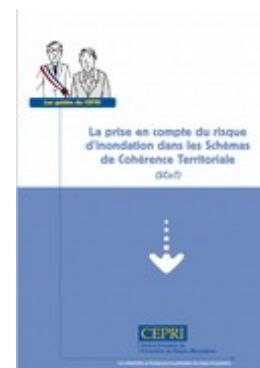 Les guides du CEPRI
La prise en compte du risque
d'inondation dans les Schémas
de Cohérence Territoriale
(SCoT)
CEPRI